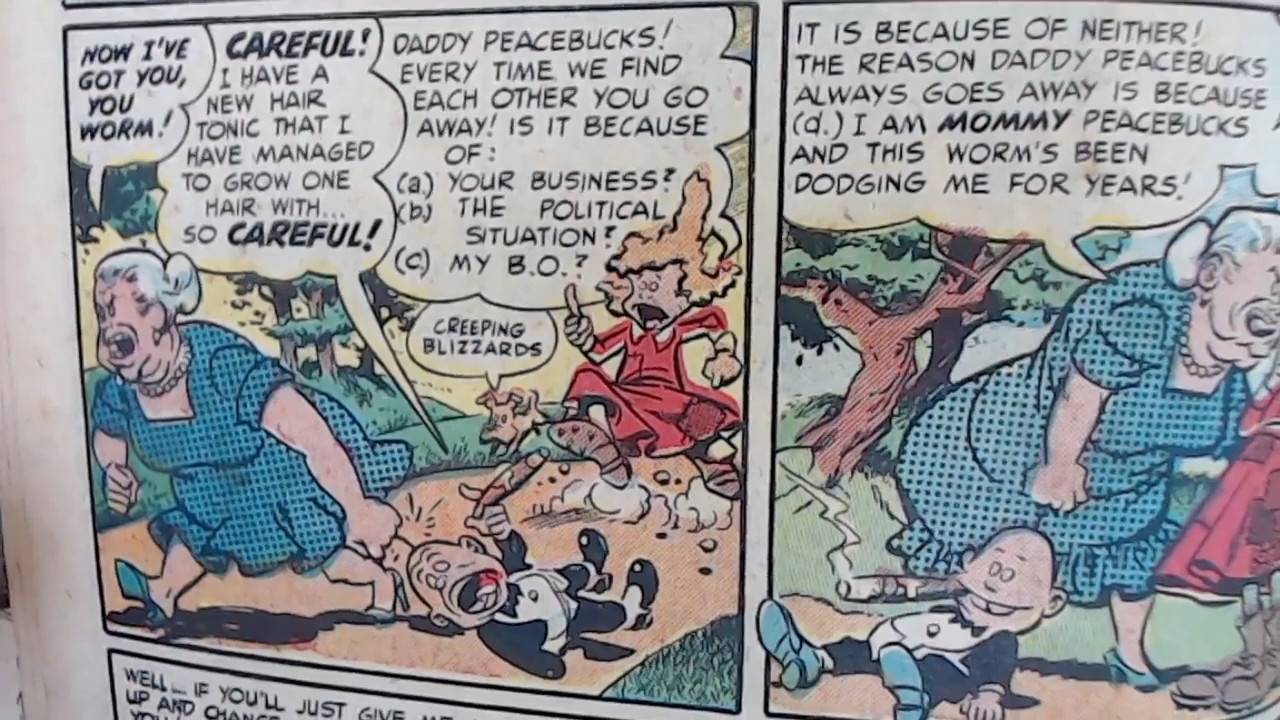 NOW I'VE
GOT YOU,
YOU
WORM!
CAREFUL!
I HAVE A
NEW HAIR
TONIC THAT I
HAVE MANAGED
TO GROW ONE
HAIR WITH...
SO CAREFUL!
DADDY PEACEBUCKS!
EVERY TIME WE FIND
EACH OTHER YOU GO
AWAY! IS IT BECAUSE
OF:
(a.) YOUR BUSINESS?
(b.) THE POLITICAL
SITUATION?
(c.) MY B.O.?
CREEPING
BLIZZARDS
IT IS BECAUSE OF NEITHER!
THE REASON DADDY PEACEBUCKS
ALWAYS GOES AWAY IS BECAUSE
(d.) I AM MOMMY PEACEBUCKS
AND THIS WORM'S BEEN
DODGING ME FOR YEARS!
WELL... IF YOU'LL JUST GIVE ME
UP AND CHANGE